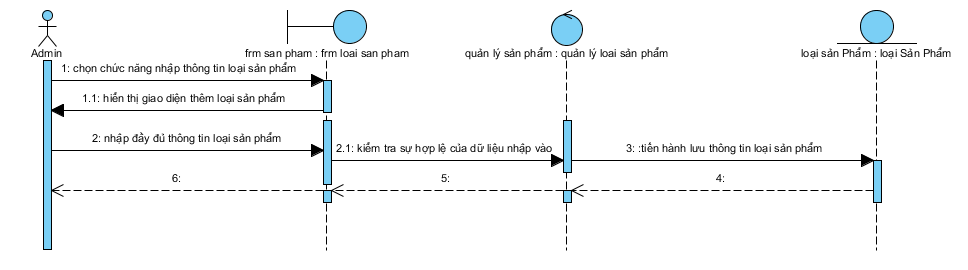 Admin
frm san pham : frm loai san pham
quản lý sản phẩm : quản lý loai sản phẩm
loại sản Phẩm : loại Sản Phẩm
1: chọn chức năng nhập thông tin loại sản phẩm
1.1: hiển thị giao diện thêm loại sản phẩm
2: nhập đầy đủ thông tin loại sản phẩm
2.1: kiểm tra sự hợp lệ của dữ liệu nhập vào
3: :tiến hành lưu thông tin loại sản phẩm
6:
5:
4: